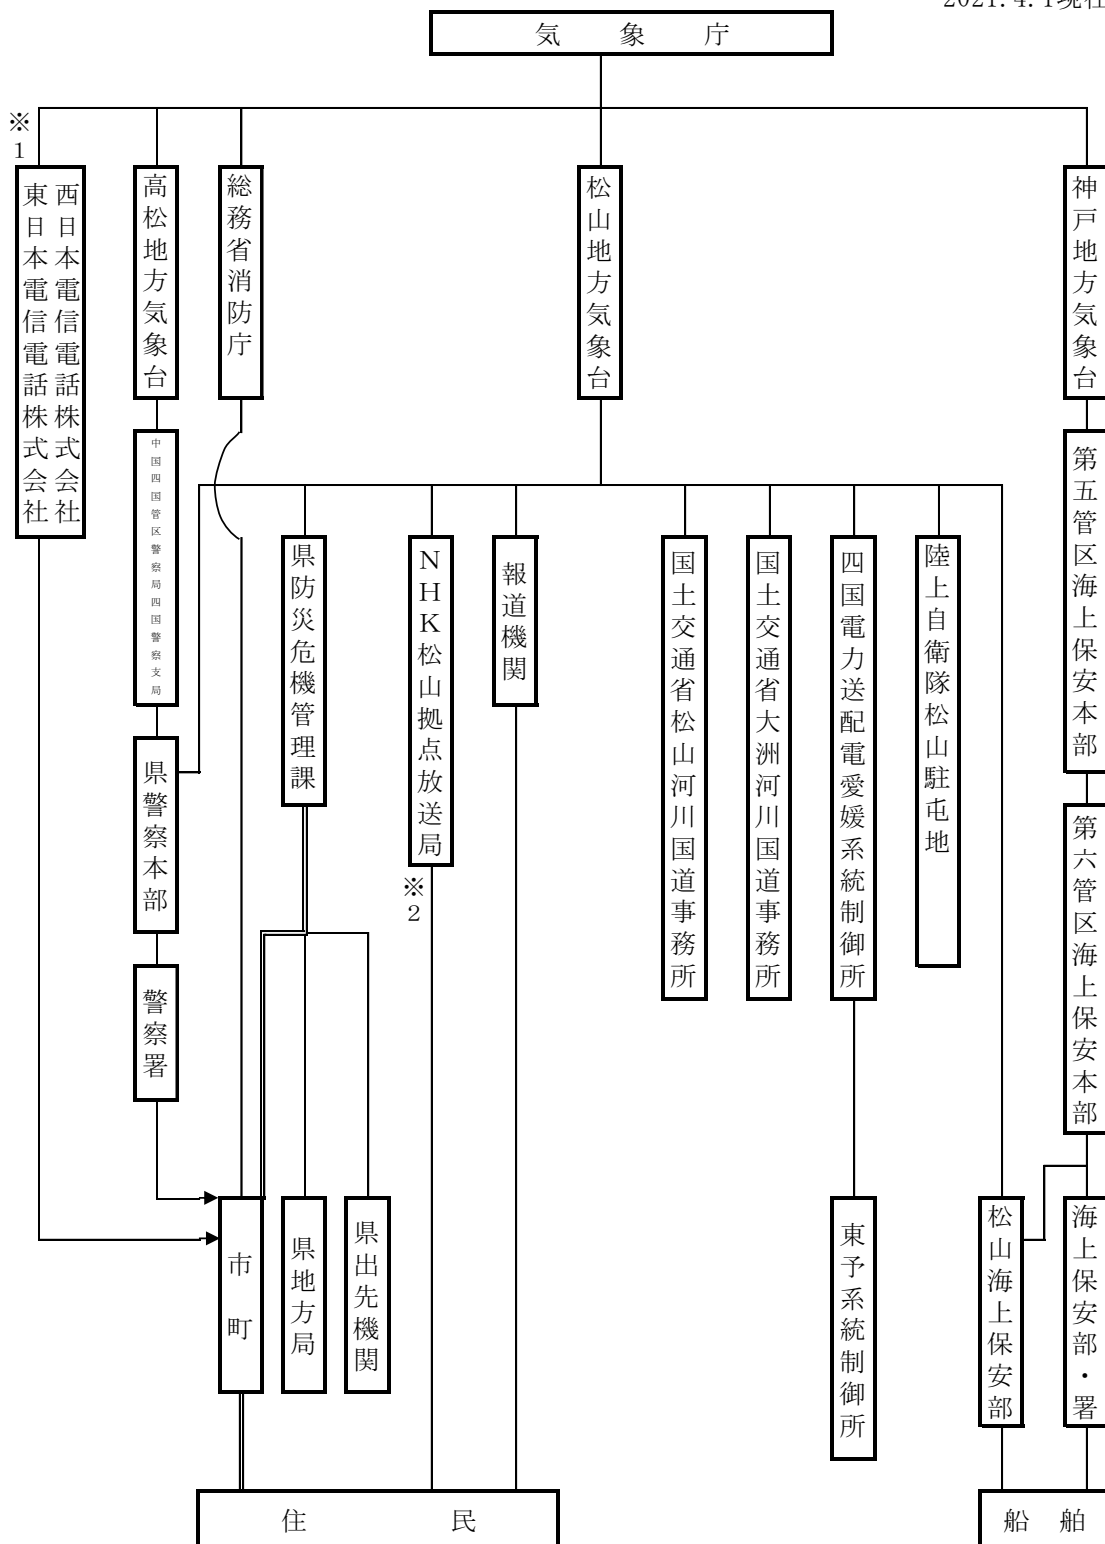 2021.4.1現在
気象庁
※1
西日本電信電話株式会社
東日本電信電話株式会社
高松地方気象台
総務省消防庁
松山地方気象台
神戸地方気象台
中国四国管区警察局四国警察支局
第五管区海上保安本部
県防災危機管理課
NHK松山拠点放送局
※2
報道機関
国土交通省松山河川国道事務所
国土交通省大洲河川国道事務所
四国電力送配電愛媛系統制御所
陸上自衛隊松山駐屯地
県警察本部
第六管区海上保安本部
警察署
市町
県地方局
県出先機関
東予系統制御所
松山海上保安部
海上保安部・署
住民
船舶